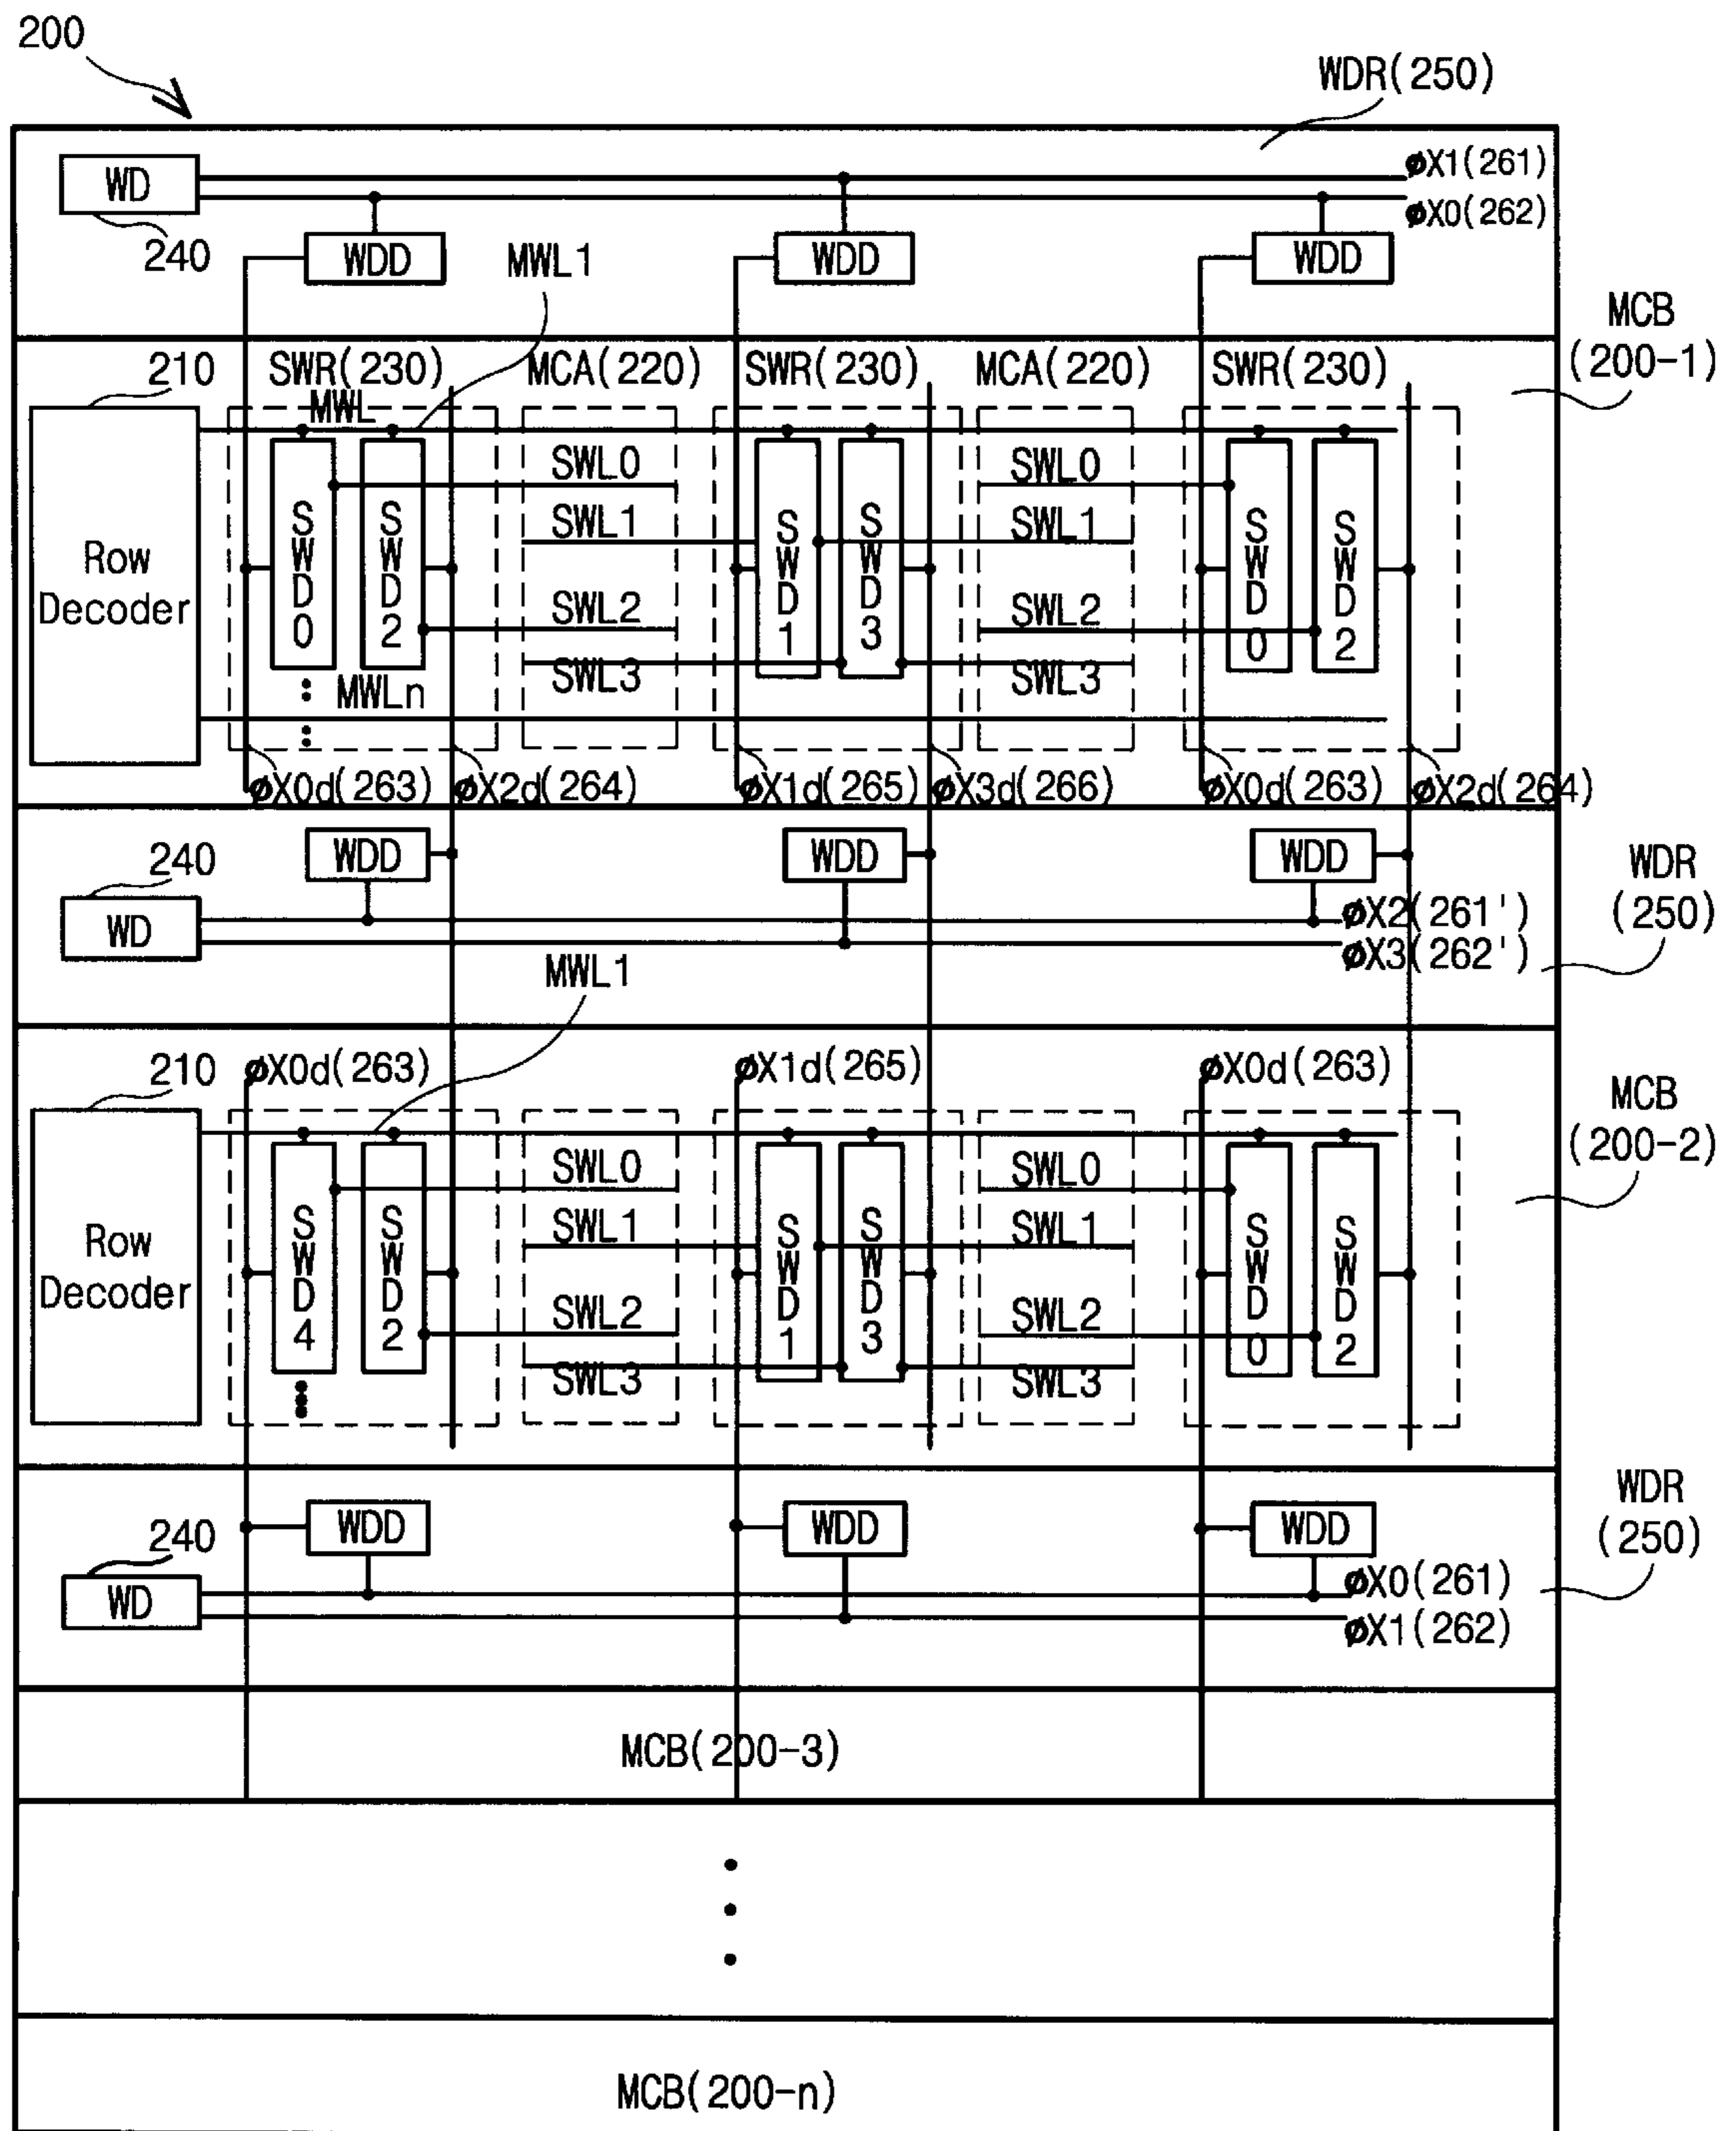 200
WDR(250)
WD
øX1(261)
øX0(262)
240
WDD
MWL1
WDD
WDD
MCB
(200-1)
210
SWR(230)
MCA(220)
SWR(230)
MCA(220)
SWR(230)
MWL
Row
Decoder
SWD0
SWD2
SWL0
SWL1
SWL2
SWL3
SWD1
SWD3
SWL0
SWL1
SWL2
SWL3
SWD0
SWD2
MWLn
øX0d(263)
øX2d(264)
øX1d(265)
øX3d(266)
øX0d(263)
øX2d(264)
240
WDD
WDD
WDD
WDR
(250)
WD
øX2(261')
øX3(262')
MWL1
210
øX0d(263)
øX1d(265)
øX0d(263)
MCB
(200-2)
Row
Decoder
SWD4
SWD2
SWL0
SWL1
SWL2
SWL3
SWD1
SWD3
SWL0
SWL1
SWL2
SWL3
SWD0
SWD2
240
WDD
WDD
WDD
WDR
(250)
WD
øX0(261)
øX1(262)
MCB(200-3)
MCB(200-n)